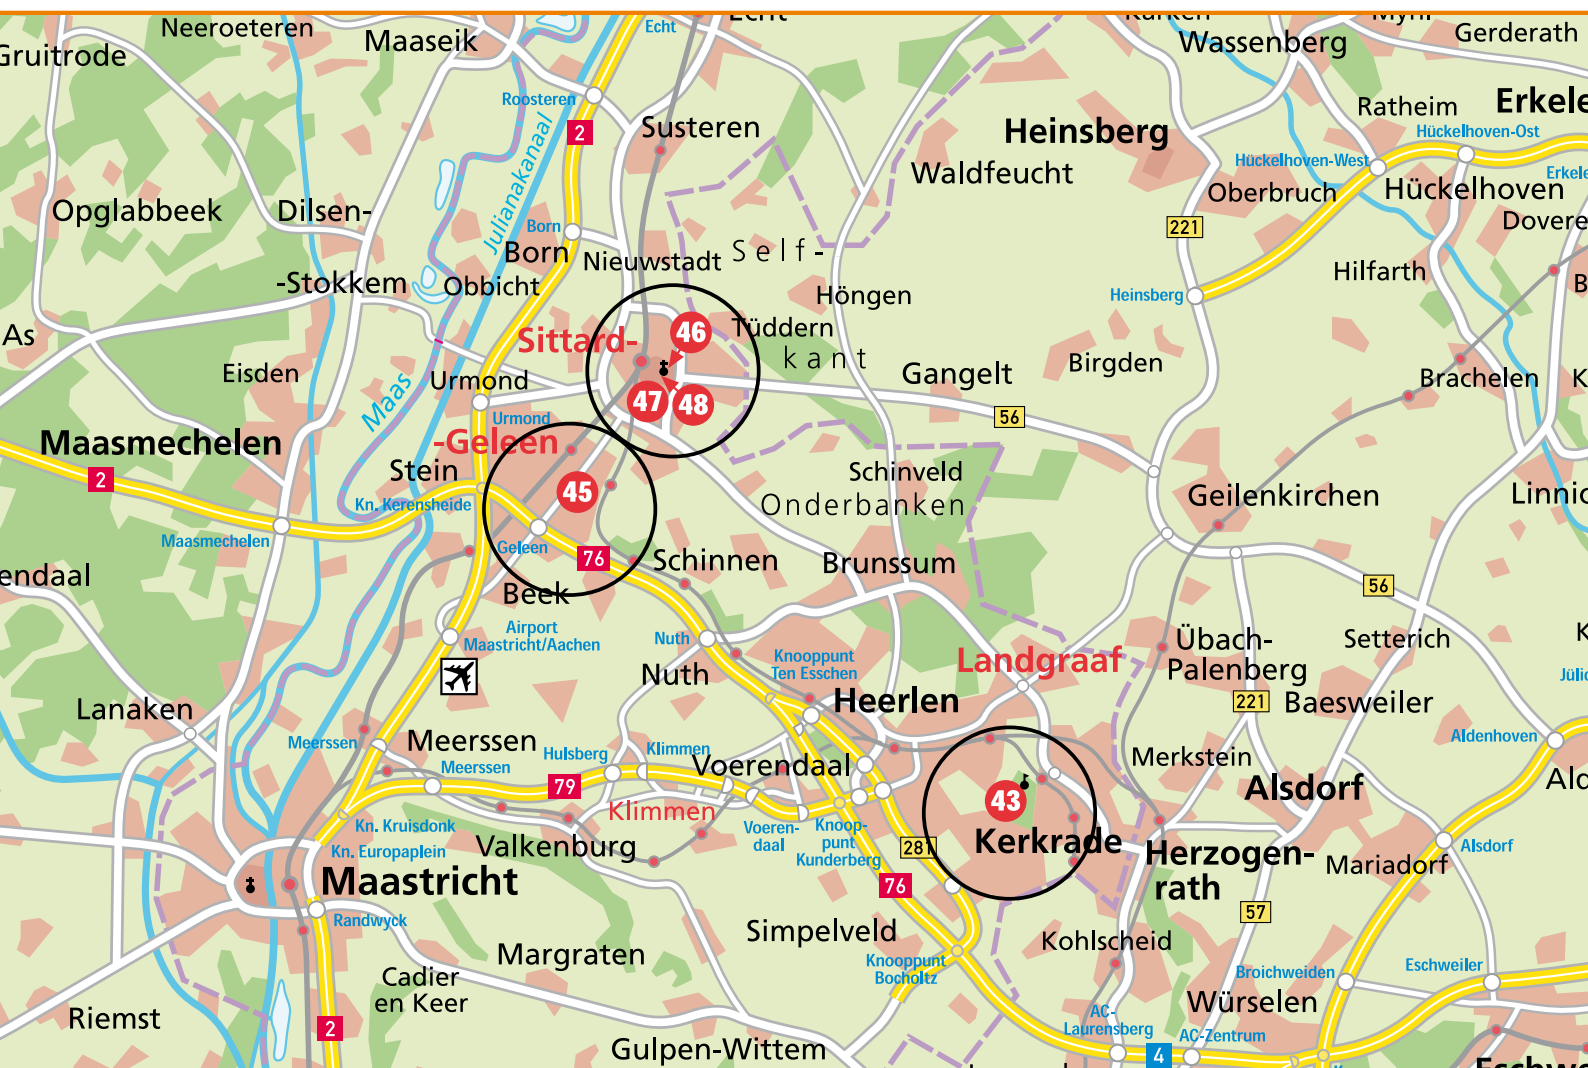 Echt
Echt
Karken
Myhl
Neeroeteren
Maaseik
Gruitrode
Wassenberg
Gerderath
Roosteren
2
Susteren
Julianakanaal
Heinsberg
Ratheim
Erkele
Hückelhoven-Ost
Hückelhoven-West
Erkele
Waldfeucht
Oberbruch
Hückelhoven
Dovere
Opglabbeek
Dilsen-
-Stokkem
Born
Born
Nieuwstadt
Self-
221
Obbicht
Höngen
Heinsberg
Hilfarth
B
As
Sittard-
46
Tüddern
kant
Eisden
Urmond
Maas
Gangelt
Birgden
Brachelen
K
47
48
Urmond
56
Maasmechelen
2
-Geleen
Stein
45
Kn. Kerensheide
Schinveld
Onderbanken
Geilenkirchen
Linnic
Maasmechelen
Geleen
76
Schinnen
Brunssum
endaal
Beek
56
Airport
Maastricht/Aachen
Nuth
Nuth
Knooppunt
Ten Esschen
Landgraaf
Übach-
Palenberg
Setterich
K
Jülic
Lanaken
Heerlen
221
Baesweiler
Meerssen
Meerssen
Meerssen
Hulsberg
Klimmen
Voerendaal
Merkstein
Aldenhoven
79
Klimmen
43
Alsdorf
Ald
Kn. Kruisdonk
Kn. Europaplein
Valkenburg
Voeren-
daal
Knoop-
punt
Kunderberg
281
Kerkrade
Herzogen-
rath
Mariadorf
Alsdorf
Maastricht
76
57
Randwyck
Simpelveld
Kohlscheid
Margraten
Knooppunt
Bocholtz
Broichweiden
Eschweiler
Cadier
en Keer
Riemst
2
AC-
Laurensberg
Würselen
AC-Zentrum
Gulpen-Wittem
4
Eschwe